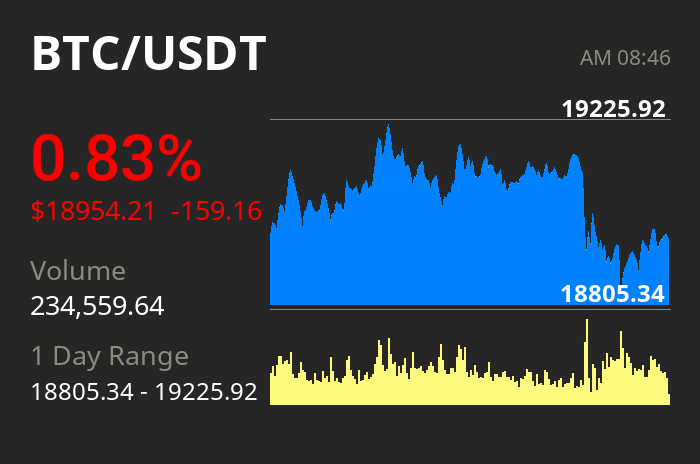 BTC/USDT
AM 08:46
0.83%
$18954.21 -159.16
Volume
234,559.64
1 Day Range
18805.34 - 19225.92
19225.92
18805.34